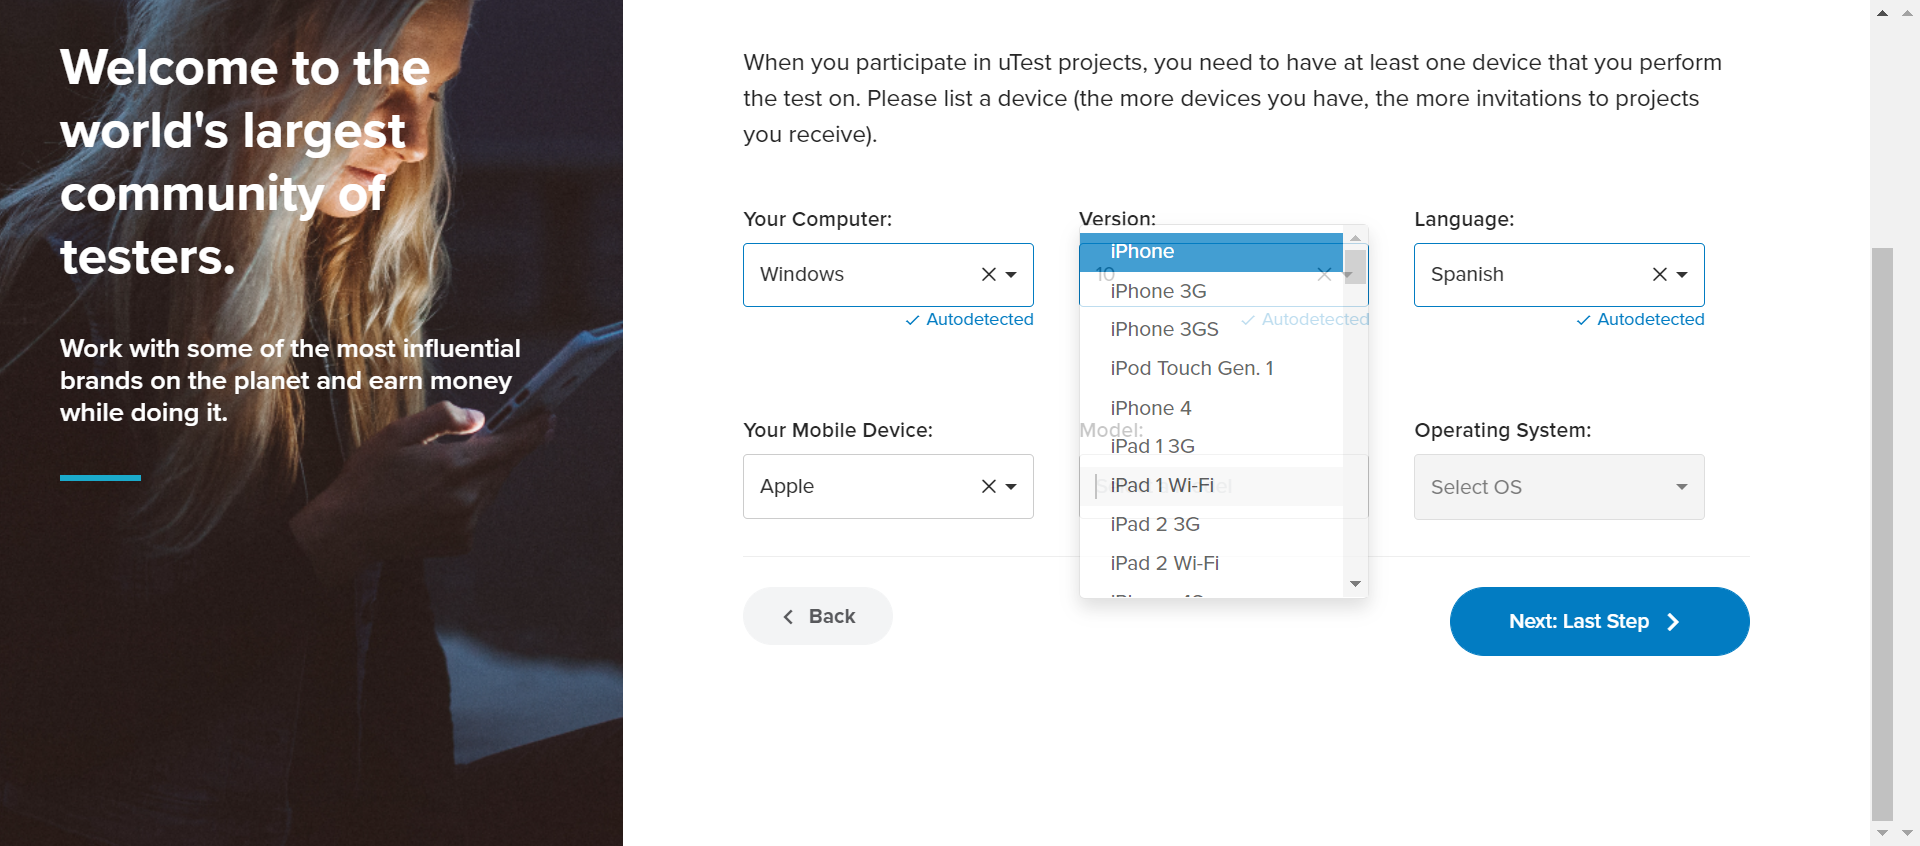 Welcome to the
world's largest
community of
testers.
Work with some of the most influential
brands on the planet and earn money
while doing it.
When you participate in uTest projects, you need to have at least one device that you perform
the test on. Please list a device (the more devices you have, the more invitations to projects
you receive).
Your Computer:
Version:
Language:
Windows
10
Spanish
Autodetected
Autodetected
Autodetected
iPhone
iPhone 3G
iPhone 3GS
iPod Touch Gen. 1
iPhone 4
iPad 1 3G
iPad 1 Wi-Fi
iPad 2 3G
iPad 2 Wi-Fi
Your Mobile Device:
Model:
Operating System:
Apple
Select OS
Back
Next: Last Step